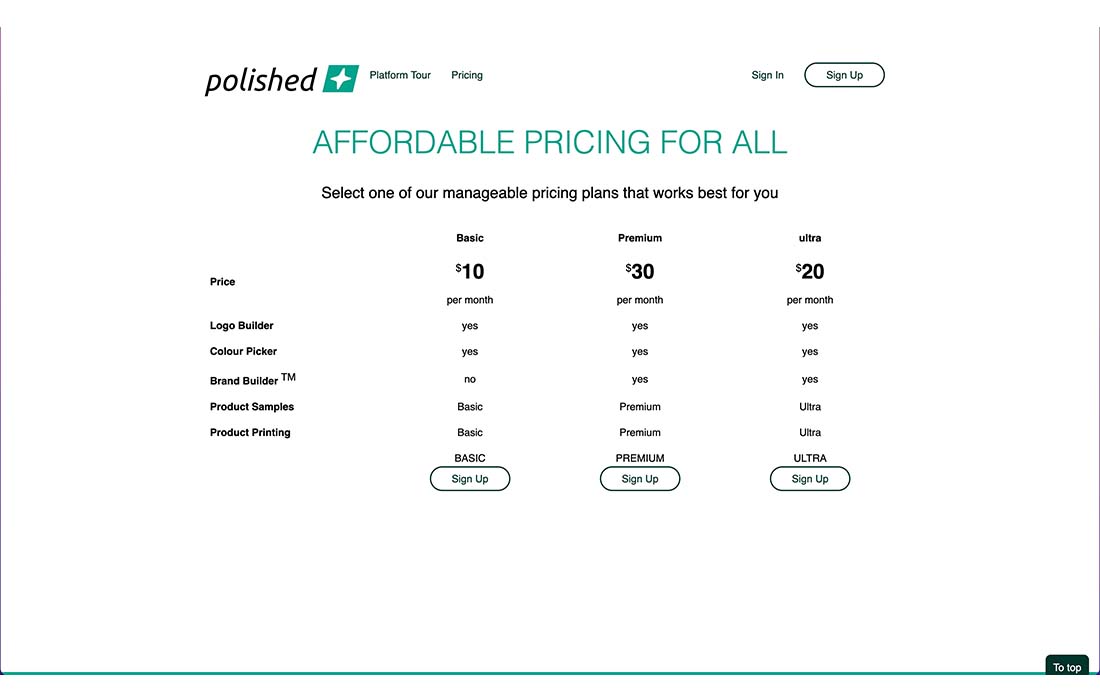 polished Platform Tour Pricing Sign In Sign Up
AFFORDABLE PRICING FOR ALL
Select one of our manageable pricing plans that works best for you
Basic Premium ultra
Price $10 $30 $20
per month per month per month
Logo Builder yes yes yes
Colour Picker yes yes yes
Brand Builder TM no yes yes
Product Samples Basic Premium Ultra
Product Printing Basic Premium Ultra
BASIC PREMIUM ULTRA
Sign Up Sign Up Sign Up
To top